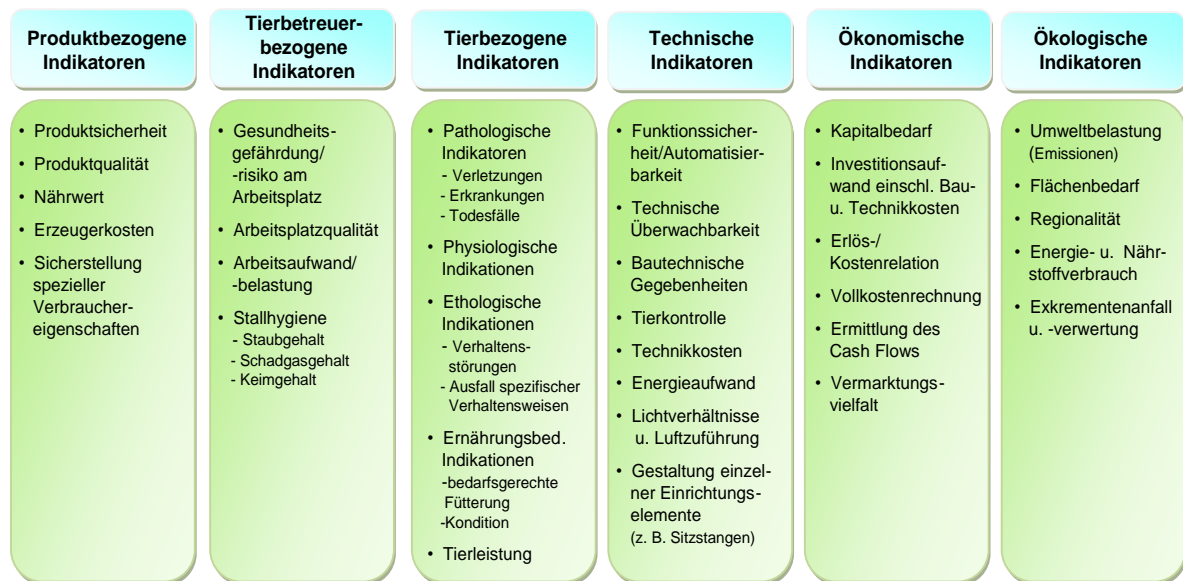 Produktbezogene
Indikatoren
• Produktsicherheit
• Produktqualität
• Nährwert
• Erzeugerkosten
• Sicherstellung
spezieller
Verbraucher-
eigenschaften
Tierbetreuer-
bezogene
Indikatoren
• Gesundheits-
gefährdung/
-risiko am
Arbeitsplatz
• Arbeitsplatzqualität
• Arbeitsaufwand/
-belastung
• Stallhygiene
- Staubgehalt
- Schadgasgehalt
- Keimgehalt
Tierbezogene
Indikatoren
• Pathologische
Indikatoren
- Verletzungen
- Erkrankungen
- Todesfälle
• Physiologische
Indikationen
• Ethologische
Indikationen
- Verhaltens-
störungen
- Ausfall spezifischer
Verhaltensweisen
• Ernährungsbed.
Indikationen
-bedarfsgerechte
Fütterung
-Kondition
• Tierleistung
Technische
Indikatoren
• Funktionssicher-
heit/Automatisier-
barkeit
• Technische
Überwachbarkeit
• Bautechnische
Gegebenheiten
• Tierkontrolle
• Technikkosten
• Energieaufwand
• Lichtverhältnisse
u. Luftzuführung
• Gestaltung einzel-
ner Einrichtungs-
elemente
(z. B. Sitzstangen)
Ökonomische
Indikatoren
• Kapitalbedarf
• Investitionsauf-
wand einschl. Bau-
u. Technikkosten
• Erlös-/
Kostenrelation
• Vollkostenrechnung
• Ermittlung des
Cash Flows
• Vermarktungs-
vielfalt
Ökologische
Indikatoren
• Umweltbelastung
(Emissionen)
• Flächenbedarf
• Regionalität
• Energie- u. Nähr-
stoffverbrauch
• Exkrementenanfall
u. -verwertung